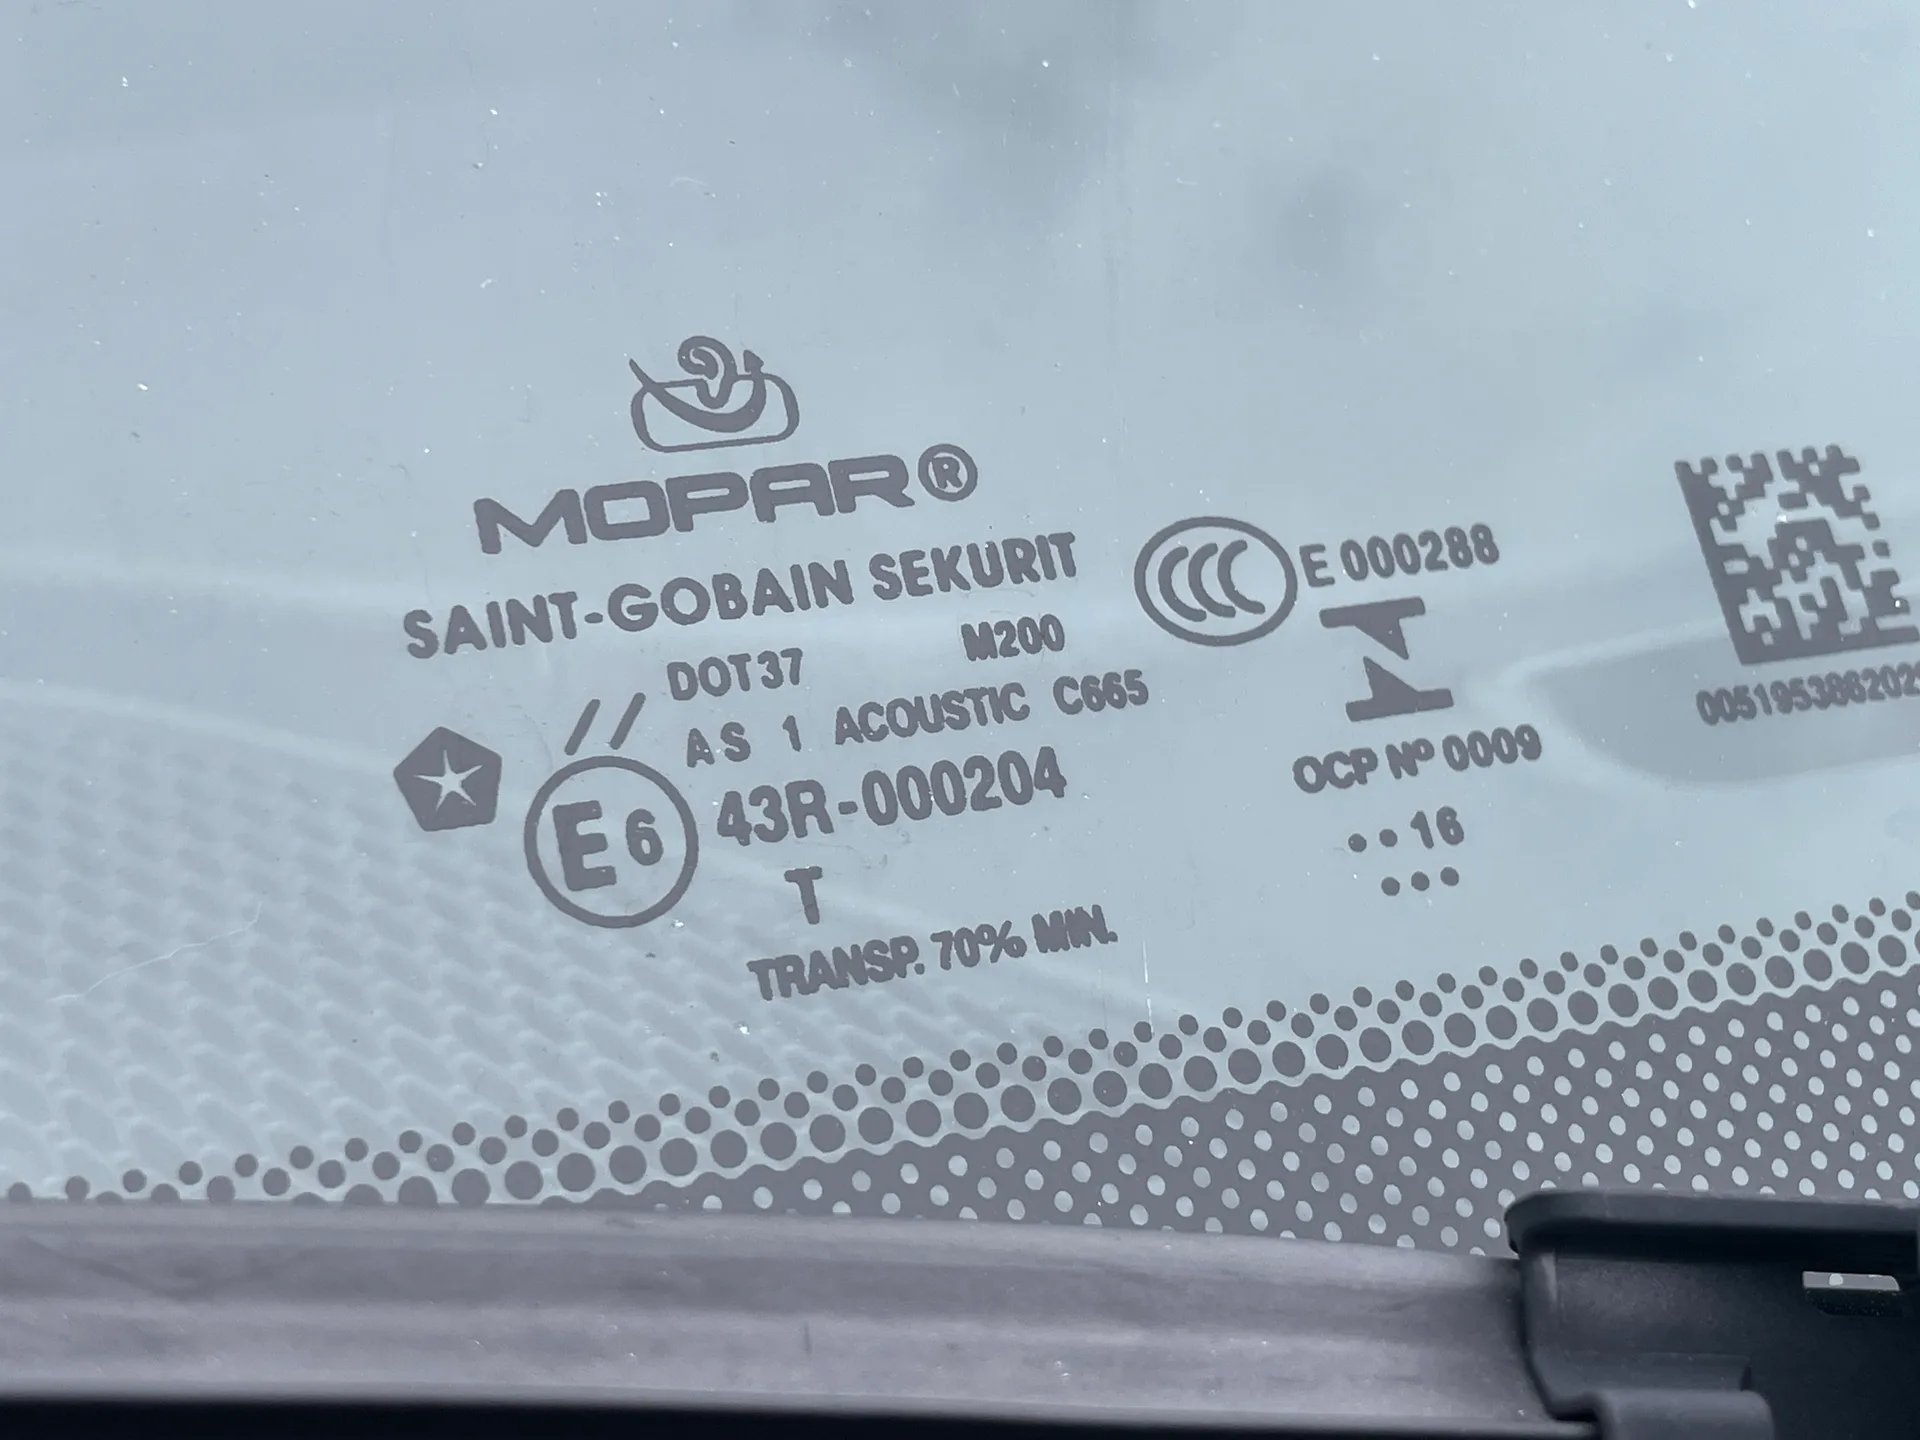 MOPAR®
SAINT-GOBAIN SEKURIT
DOT37 M200
AS 1 ACOUSTIC C665
// 
E6 43R-000204
T
TRANSP. 70% MIN.
CCC E 000288
OCP Nº 0009
••16
•••